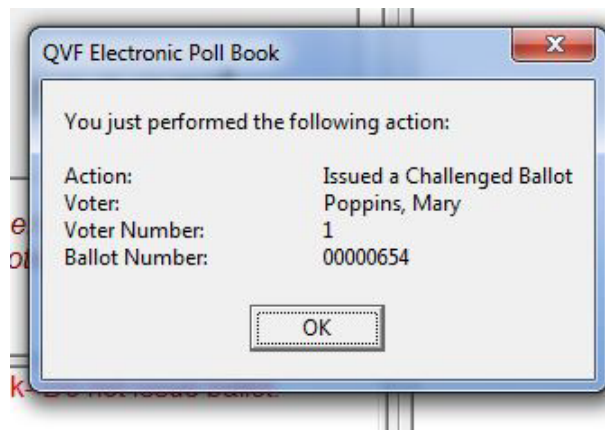 QVF Electronic Poll Book
You just performed the following action:
Action: Issued a Challenged Ballot
Voter: Poppins, Mary
Voter Number: 1
Ballot Number: 00000654
OK